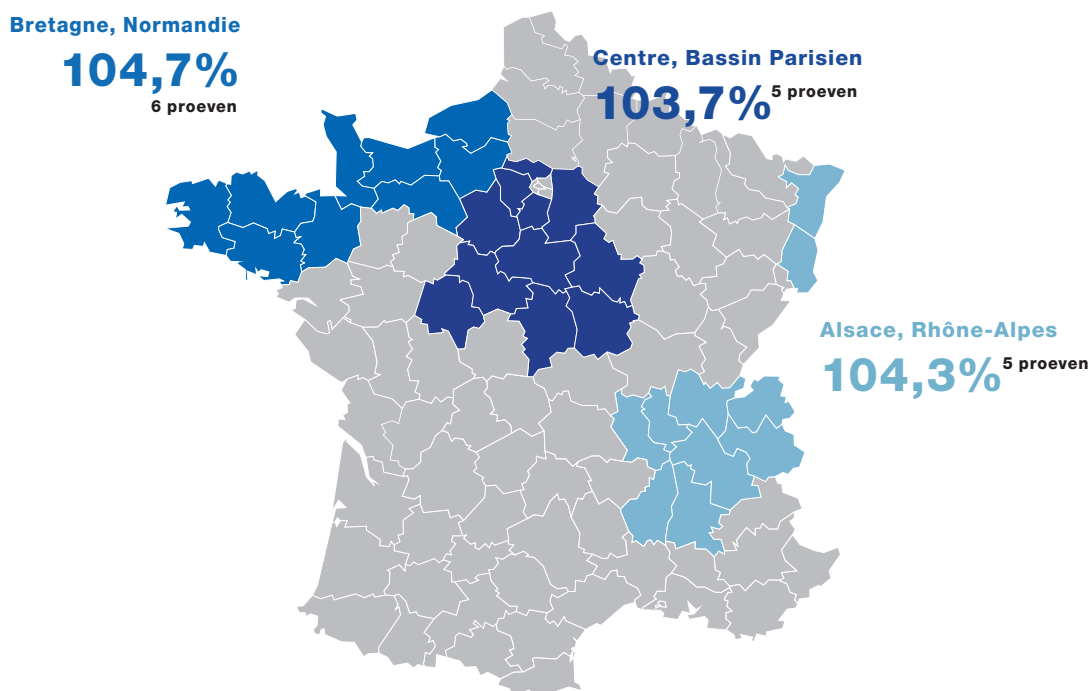 Bretagne, Normandie
104,7%
6 proeven
Centre, Bassin Parisien
103,7% 5 proeven
Alsace, Rhône-Alpes
104,3% 5 proeven